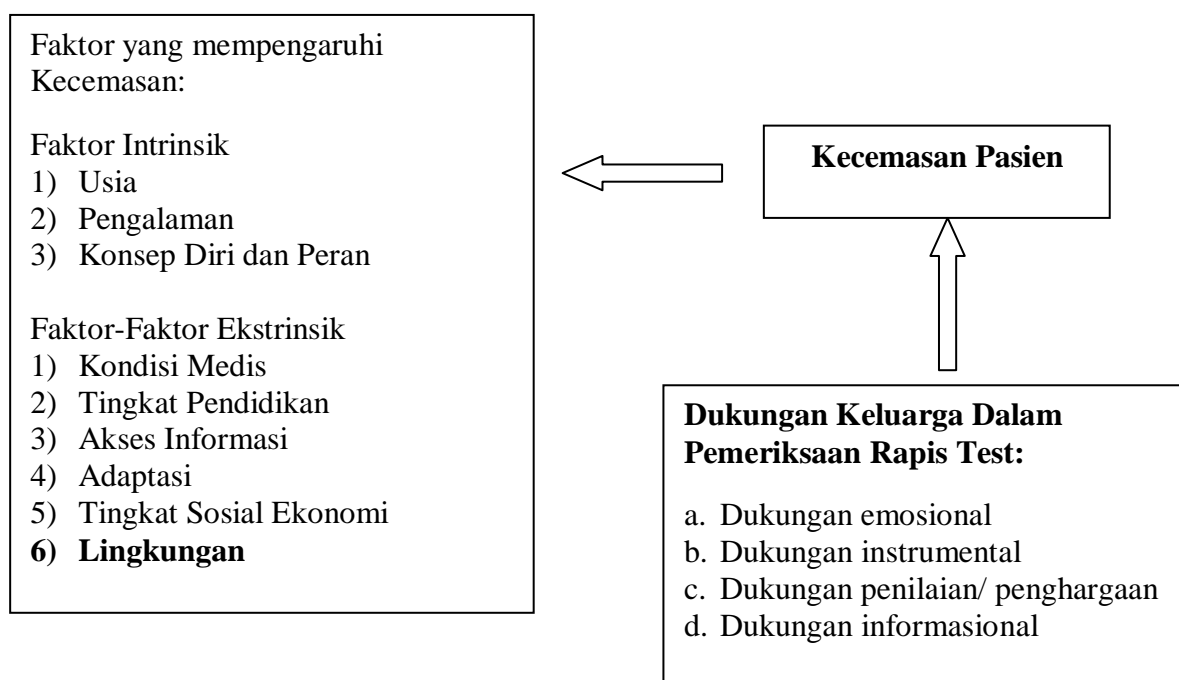 Faktor yang mempengaruhi
Kecemasan:
Faktor Intrinsik
1) Usia
2) Pengalaman
3) Konsep Diri dan Peran
Faktor-Faktor Ekstrinsik
1) Kondisi Medis
2) Tingkat Pendidikan
3) Akses Informasi
4) Adaptasi
5) Tingkat Sosial Ekonomi
6) Lingkungan
Kecemasan Pasien
Dukungan Keluarga Dalam
Pemeriksaan Rapis Test:
a. Dukungan emosional
b. Dukungan instrumental
c. Dukungan penilaian/ penghargaan
d. Dukungan informasional